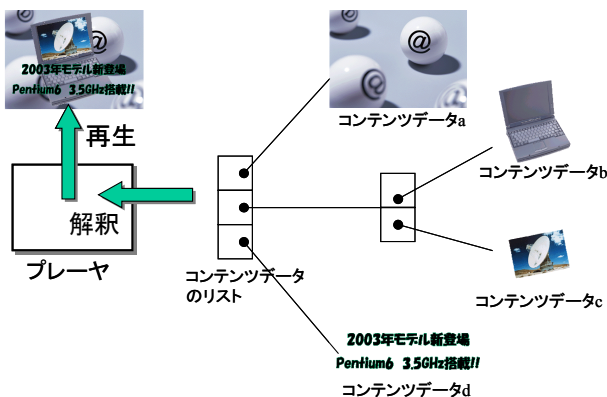 2003年モデル新登場
Pentium6 3.5GHz搭載!!
再生
解釈
プレーヤ
コンテンツデータ
のリスト
@
@
コンテンツデータa
コンテンツデータb
コンテンツデータc
2003年モデル新登場
Pentium6 3.5GHz搭載!!
コンテンツデータd